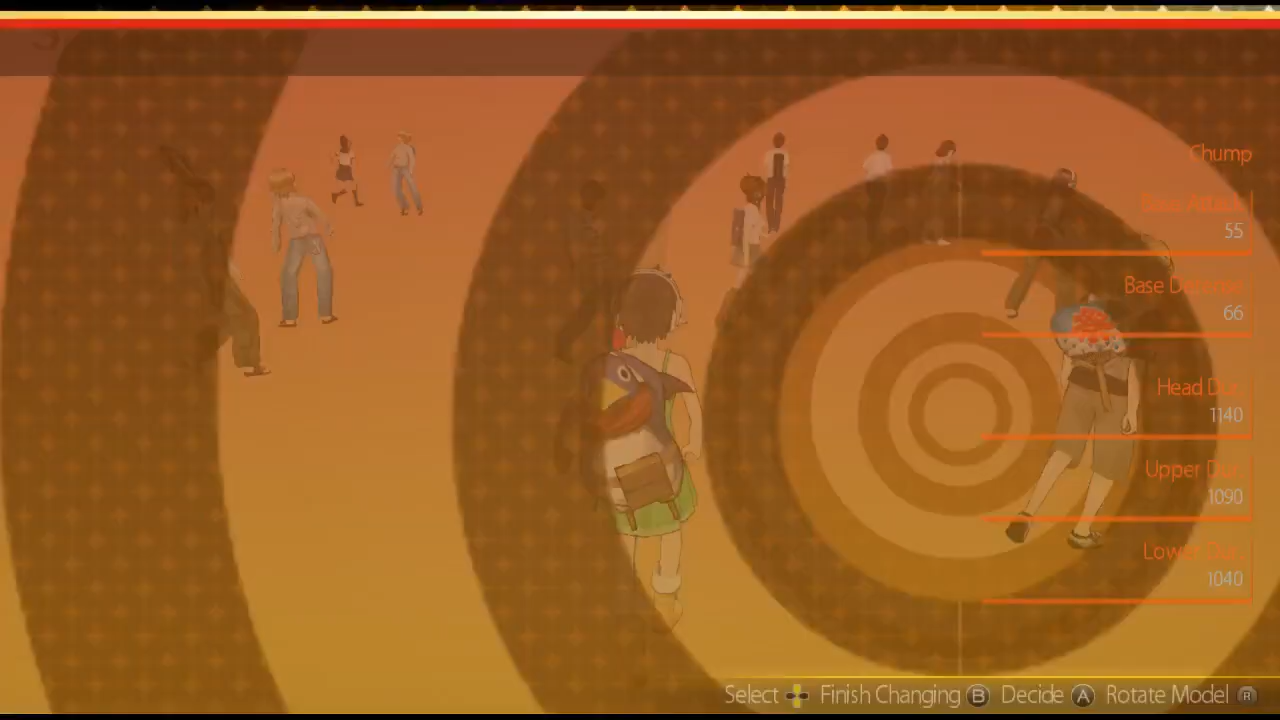 Chump
Base Attack
55
Base Defense
66
Head Dur.
1140
Upper Dur.
1090
Lower Dur.
1040
Select Finish Changing B Decide A Rotate Model R